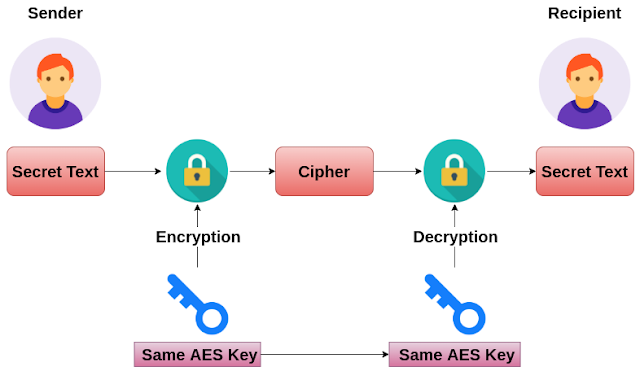 Sender
Recipient
Secret Text
Cipher
Secret Text
Encryption
Decryption
Same AES Key
Same AES Key